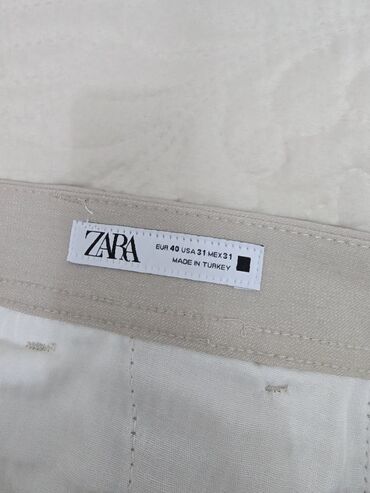 ZARA
EUR 40 USA 31 MEX 31
MADE IN TURKEY